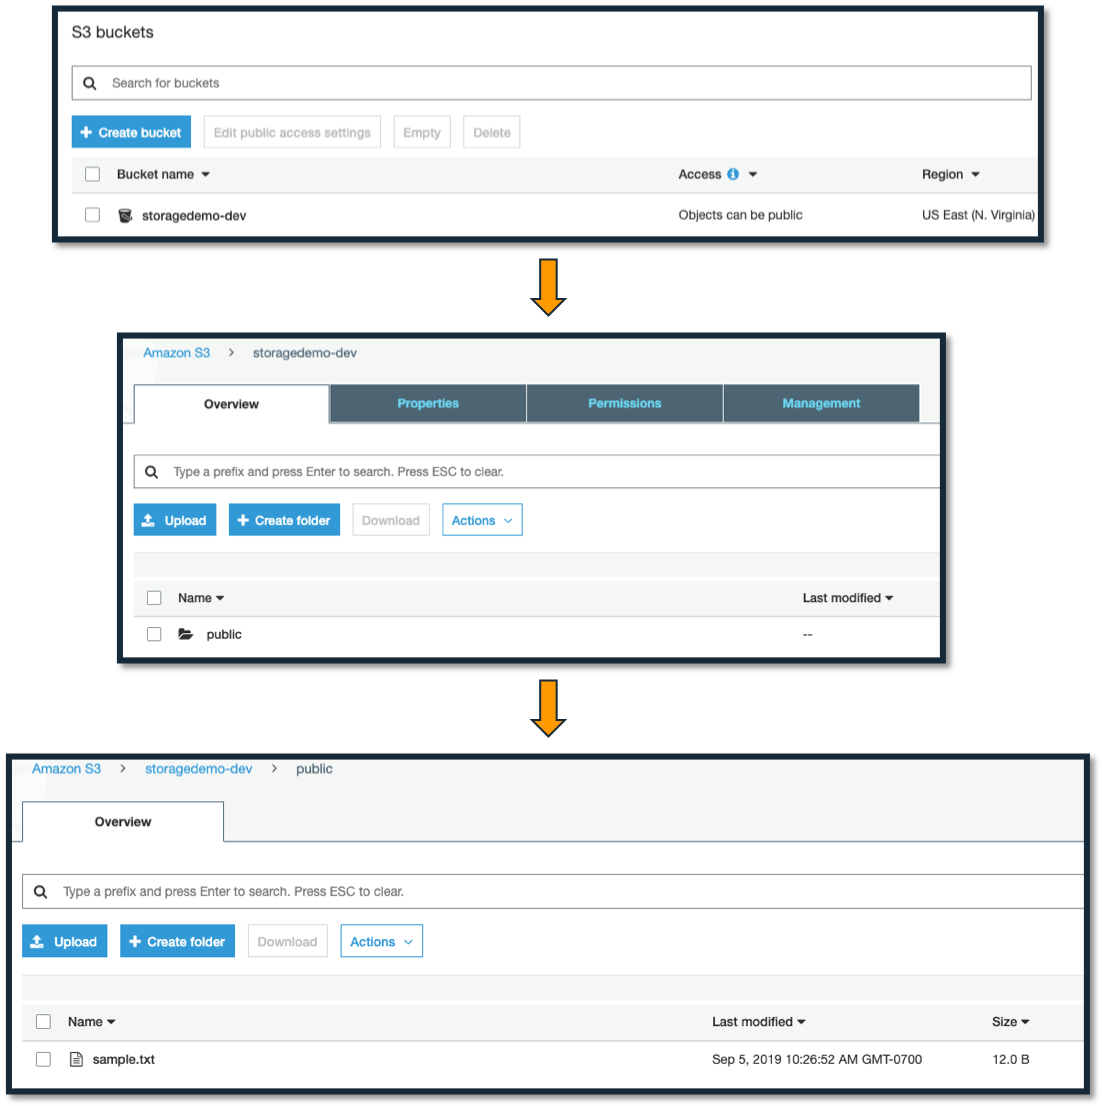 S3 buckets
Search for buckets
Create bucket Edit public access settings Empty Delete
Bucket name Access Region
storagedemo-dev Objects can be public US East (N. Virginia)
Amazon S3 > storagedemo-dev
Overview Properties Permissions Management
Type a prefix and press Enter to search. Press ESC to clear.
Upload Create folder Download Actions
Name Last modified
public --
Amazon S3 > storagedemo-dev > public
Overview
Type a prefix and press Enter to search. Press ESC to clear.
Upload Create folder Download Actions
Name Last modified Size
sample.txt Sep 5, 2019 10:26:52 AM GMT-0700 12.0 B